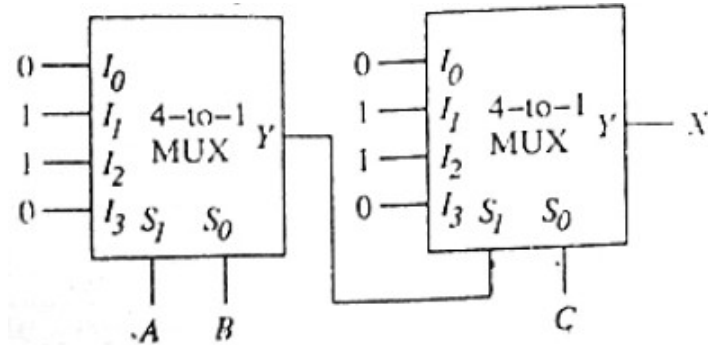 0 I0
1 I1 4-to-1
MUX Y
1 I2
0 I3 S1 S0
A B
0 I0
1 I1 4-to-1
MUX Y X
1 I2
0 I3 S1 S0
C